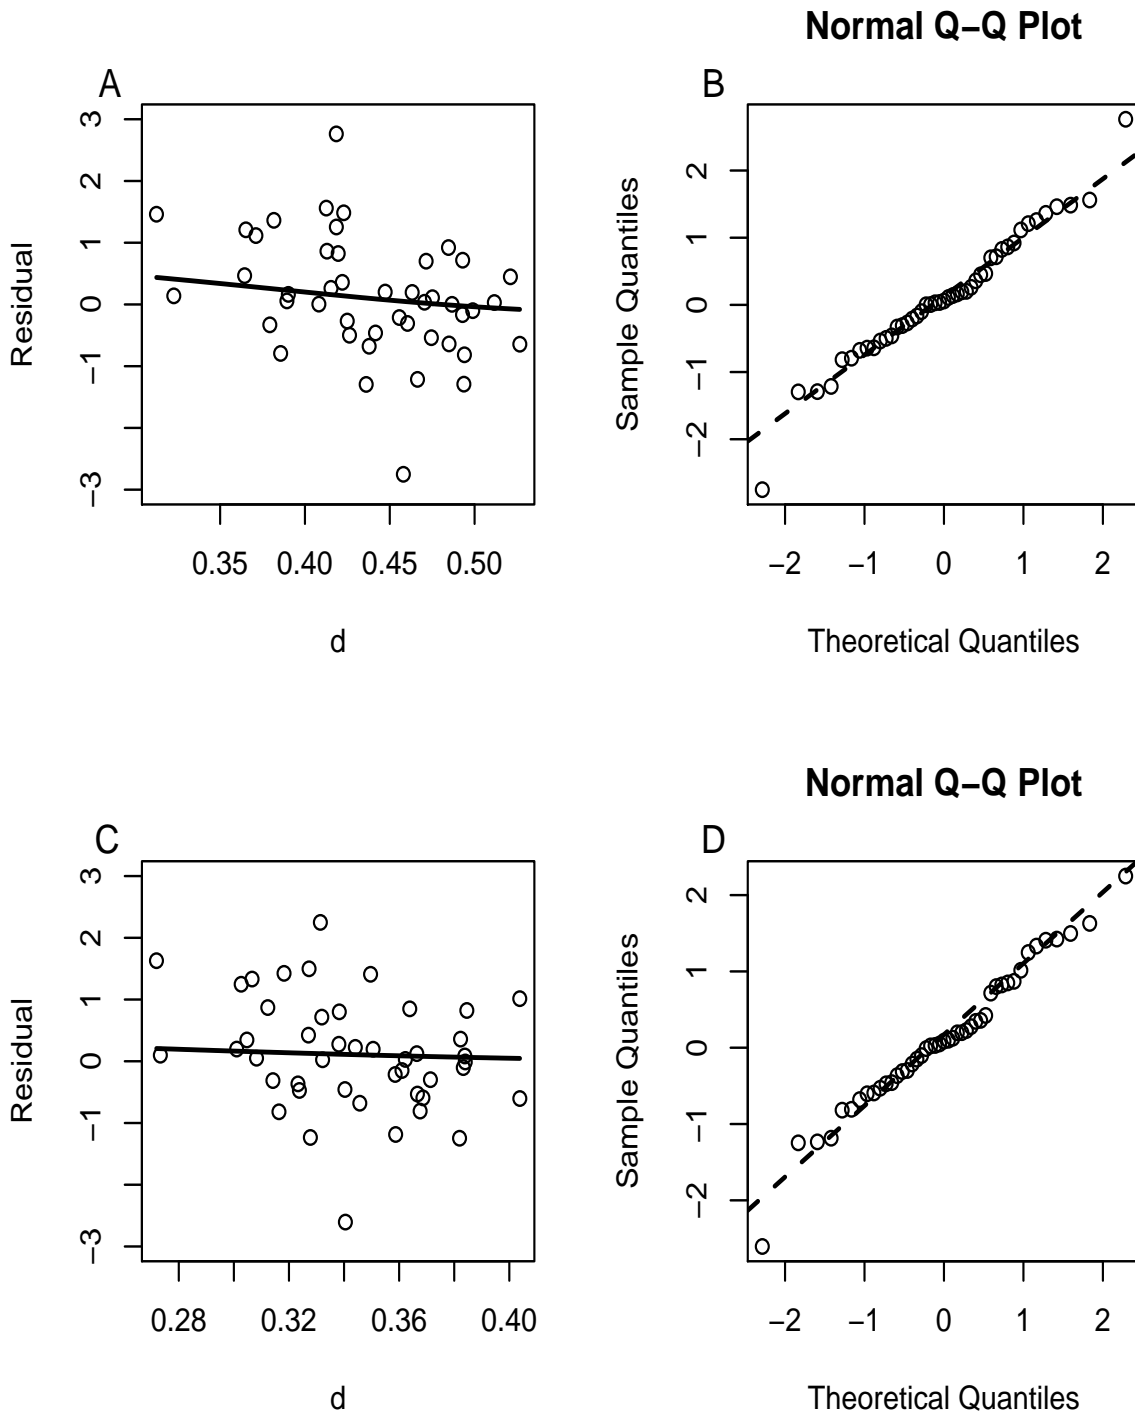 Normal Q−Q Plot
A
3
2
1
0
−1
−3
Residual
0.35 0.40 0.45 0.50
d
B
2
1
0
−1
−2
Sample Quantiles
−2 −1 0 1 2
Theoretical Quantiles
Normal Q−Q Plot
C
3
2
1
0
−1
−3
Residual
0.28 0.32 0.36 0.40
d
D
2
1
0
−1
−2
Sample Quantiles
−2 −1 0 1 2
Theoretical Quantiles